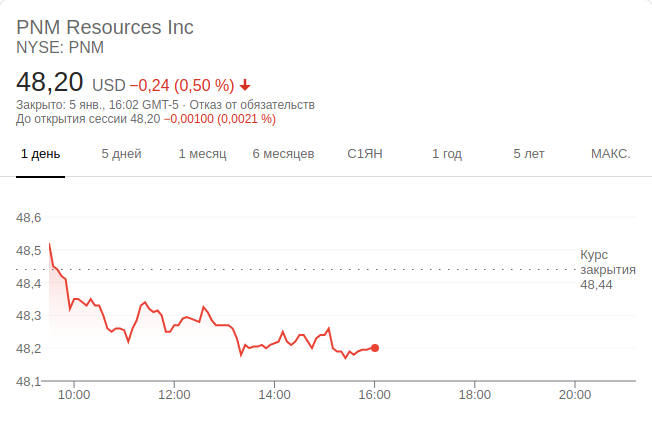 PNM Resources Inc
NYSE: PNM
48,20 USD −0,24 (0,50 %)
Закрыто: 5 янв., 16:02 GMT-5 · Отказ от обязательств
До открытия сессии 48,20 −0,00100 (0,0021 %)
1 день 5 дней 1 месяц 6 месяцев С1ЯН 1 год 5 лет МАКС.
48,6
48,5
Курс
закрытия
48,44
48,4
48,3
48,2
48,1
10:00 12:00 14:00 16:00 18:00 20:00